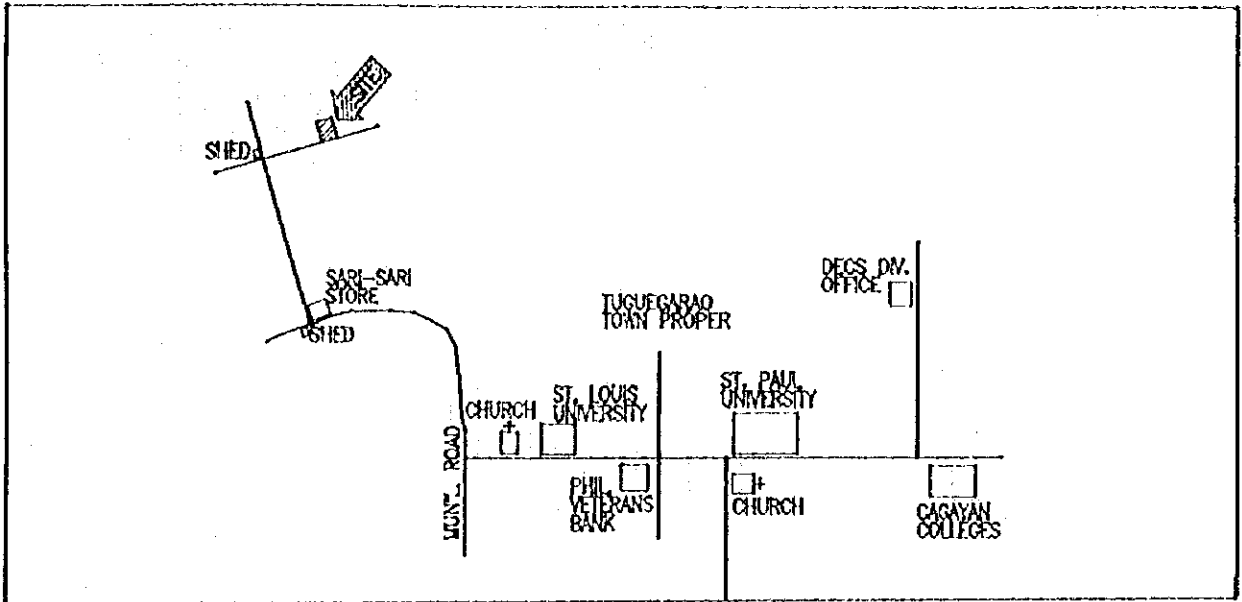 SITE
SHED
SARI-SARI
STORE
SHED
DECS DIV.
OFFICE
TUGUEGARAO
TOWN PROPER
ST. PAUL
UNIVERSITY
ST. LOUIS
UNIVERSITY
CHURCH
MUN'L ROAD
PHIL.
VETERANS
BANK
CHURCH
CAGAYAN
COLLEGES